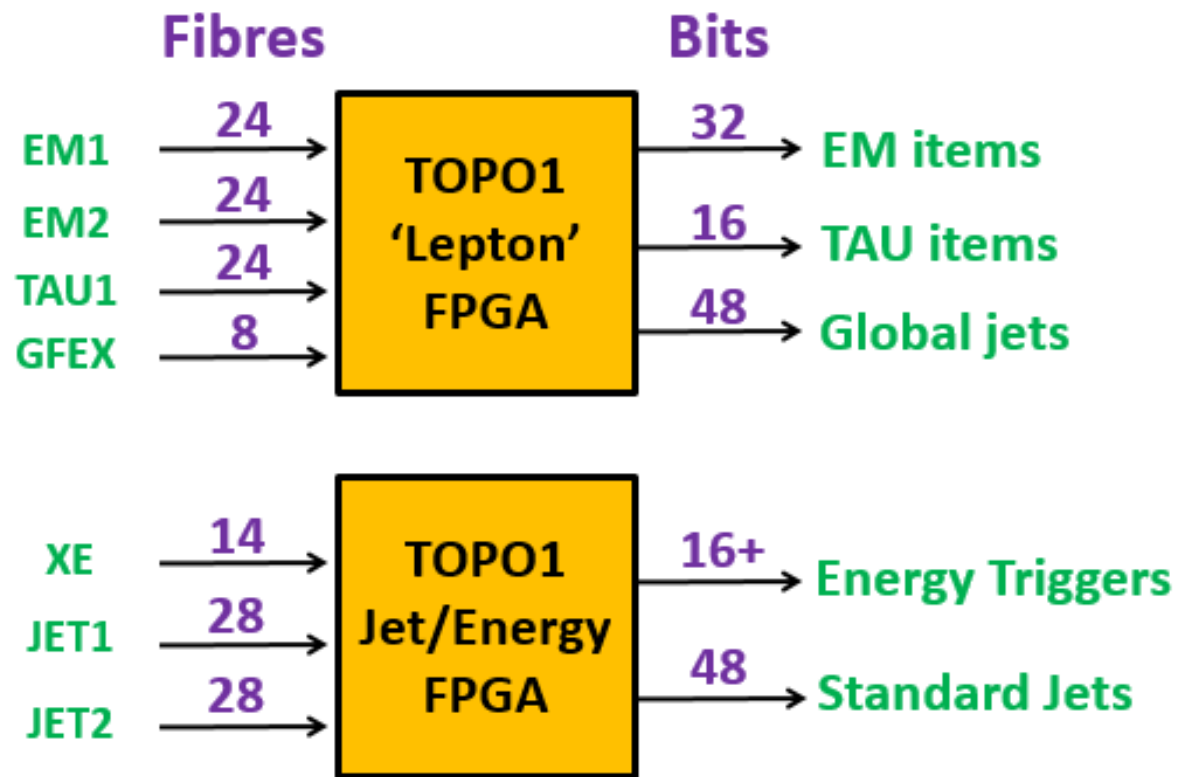 Fibres
Bits
EM1
24
EM2
24
TAU1
24
GFEX
8
TOPO1
‘Lepton’
FPGA
32
EM items
16
TAU items
48
Global jets
XE
14
JET1
28
JET2
28
TOPO1
Jet/Energy
FPGA
16+
Energy Triggers
48
Standard Jets